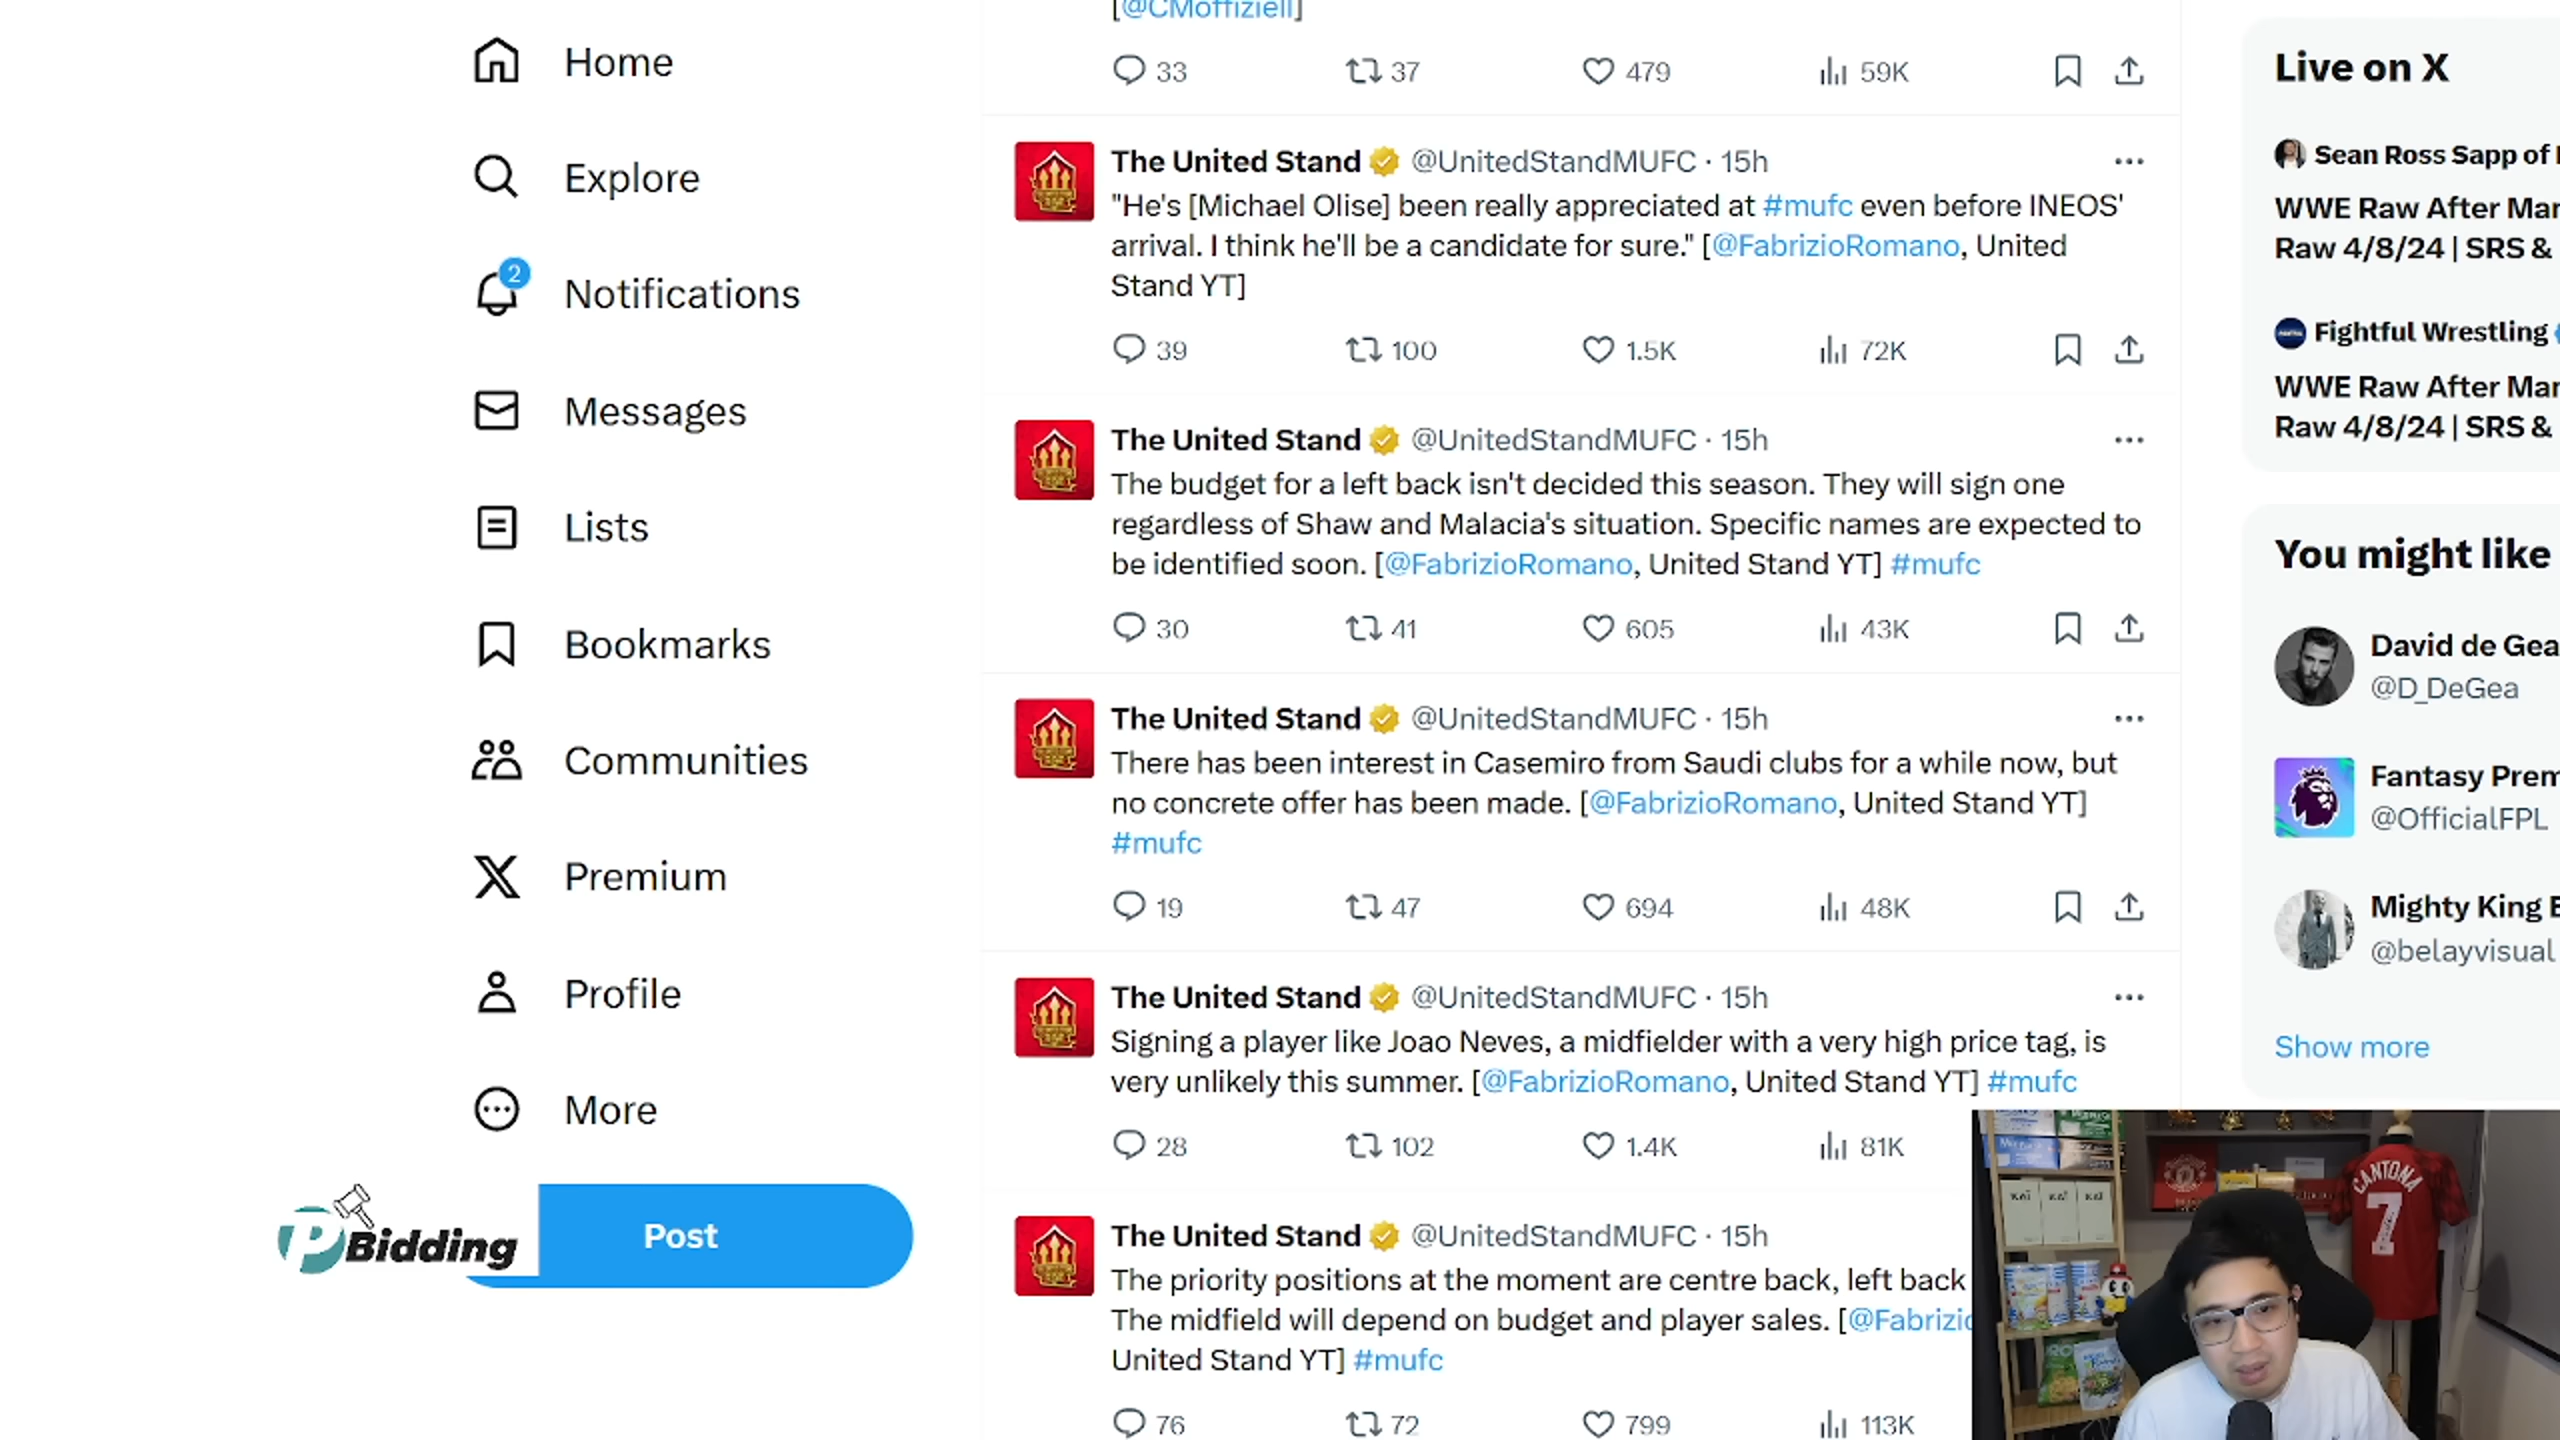 [@CMoffiziell]
33 37 479 59K
Home
Explore
Notifications
2
Messages
Lists
Bookmarks
Communities
Premium
Profile
More
Post
Bidding
The United Stand @UnitedStandMUFC · 15h
"He's [Michael Olise] been really appreciated at #mufc even before INEOS'
arrival. I think he'll be a candidate for sure." [@FabrizioRomano, United
Stand YT]
39 100 1.5K 72K
The United Stand @UnitedStandMUFC · 15h
The budget for a left back isn't decided this season. They will sign one
regardless of Shaw and Malacia's situation. Specific names are expected to
be identified soon. [@FabrizioRomano, United Stand YT] #mufc
30 41 605 43K
The United Stand @UnitedStandMUFC · 15h
There has been interest in Casemiro from Saudi clubs for a while now, but
no concrete offer has been made. [@FabrizioRomano, United Stand YT]
#mufc
19 47 694 48K
The United Stand @UnitedStandMUFC · 15h
Signing a player like Joao Neves, a midfielder with a very high price tag, is
very unlikely this summer. [@FabrizioRomano, United Stand YT] #mufc
28 102 1.4K 81K
The United Stand @UnitedStandMUFC · 15h
The priority positions at the moment are centre back, left back
The midfield will depend on budget and player sales. [@Fabrizio
United Stand YT] #mufc
76 72 799 113K
Live on X
Sean Ross Sapp of
WWE Raw After Man
Raw 4/8/24 | SRS &
Fightful Wrestling
WWE Raw After Man
Raw 4/8/24 | SRS &
You might like
David de Gea
@D_DeGea
Fantasy Prem
@OfficialFPL
Mighty King
@belayvisual
Show more
CANTONA
7